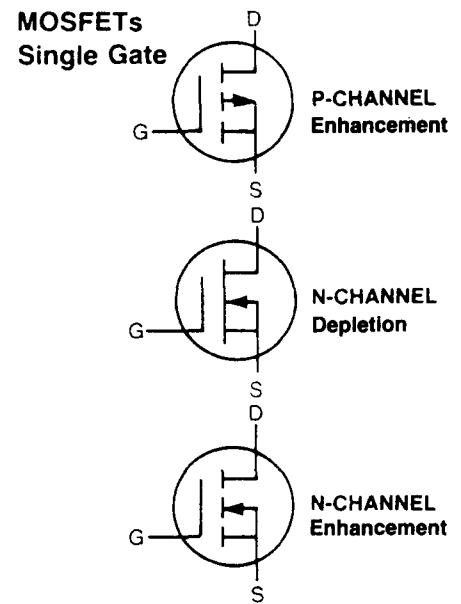 MOSFETs
Single Gate
D
P-CHANNEL
Enhancement
G
S
D
N-CHANNEL
Depletion
G
S
D
N-CHANNEL
Enhancement
G
S